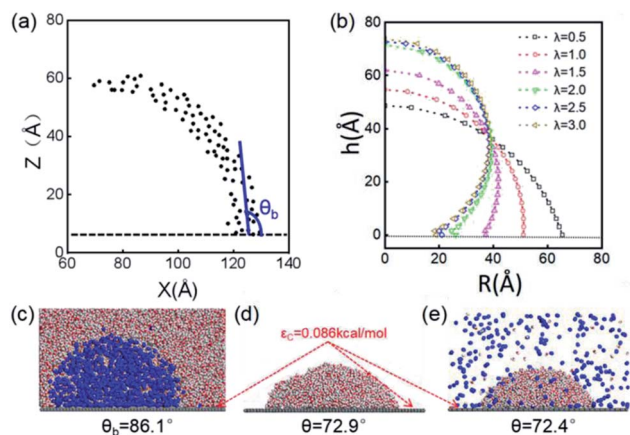 (a)
80
60
40
20
0
60
80
100
120
140
Z (Å)
X(Å)
θb
(b)
80
60
40
20
0
0
20
40
60
80
h(Å)
R(Å)
λ=0.5
λ=1.0
λ=1.5
λ=2.0
λ=2.5
λ=3.0
(c)
(d)
(e)
εC=0.086kcal/mol
θb=86.1°
θ=72.9°
θ=72.4°